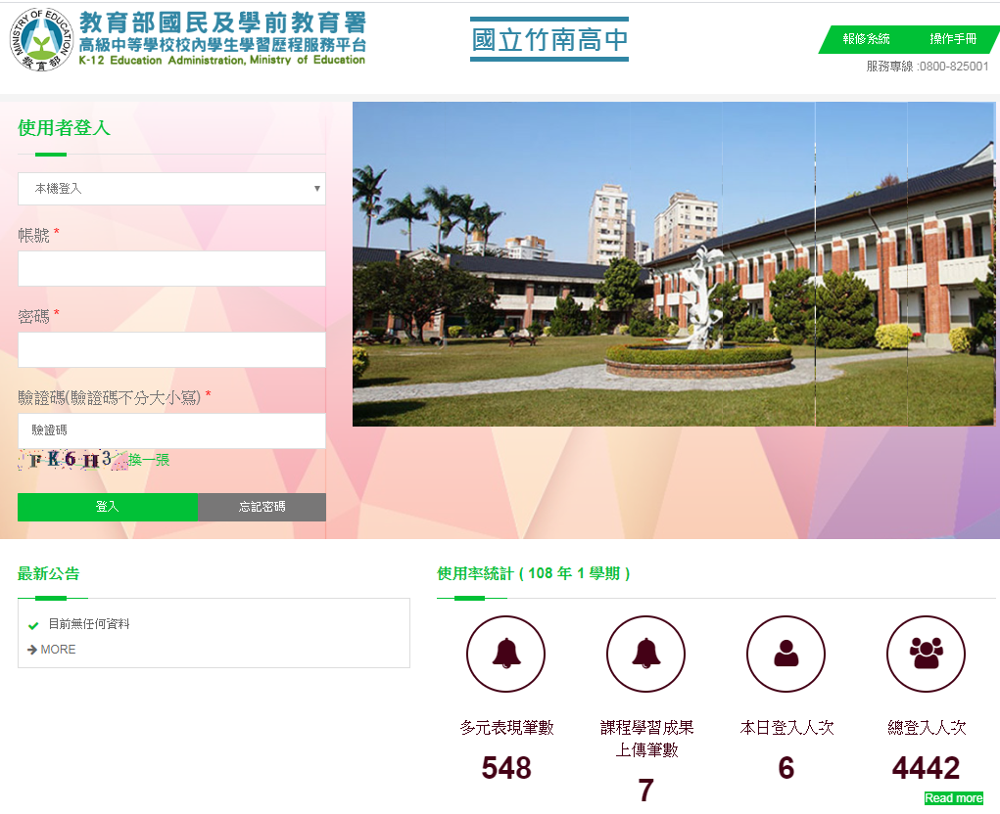 MINISTRY OF EDUCATION
教育部
教育部國民及學前教育署
高級中等學校校內學生學習歷程服務平台
K-12 Education Administration, Ministry of Education
國立竹南高中
報修系統 操作手冊
服務專線 :0800-825001
使用者登入
本機登入
帳號 *
密碼 *
驗證碼(驗證碼不分大小寫) *
驗證碼
FK6H3 換一張
登入 忘記密碼
最新公告
目前無任何資料
MORE
使用率統計 ( 108 年 1 學期 )
多元表現筆數
548
課程學習成果
上傳筆數
7
本日登入人次
6
總登入人次
4442
Read more